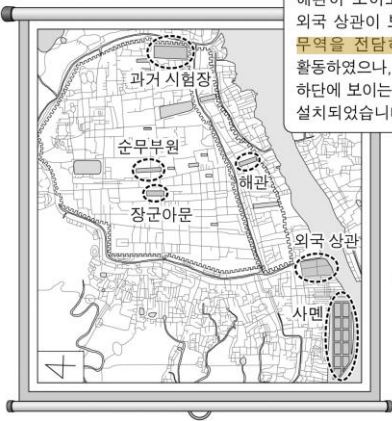 외국 상관이
무역을 전담하
활동하였으나,
하단에 보이는
설치되었습니
과거 시험장
순무부원
해관
장군아문
외국 상관
사몐
4